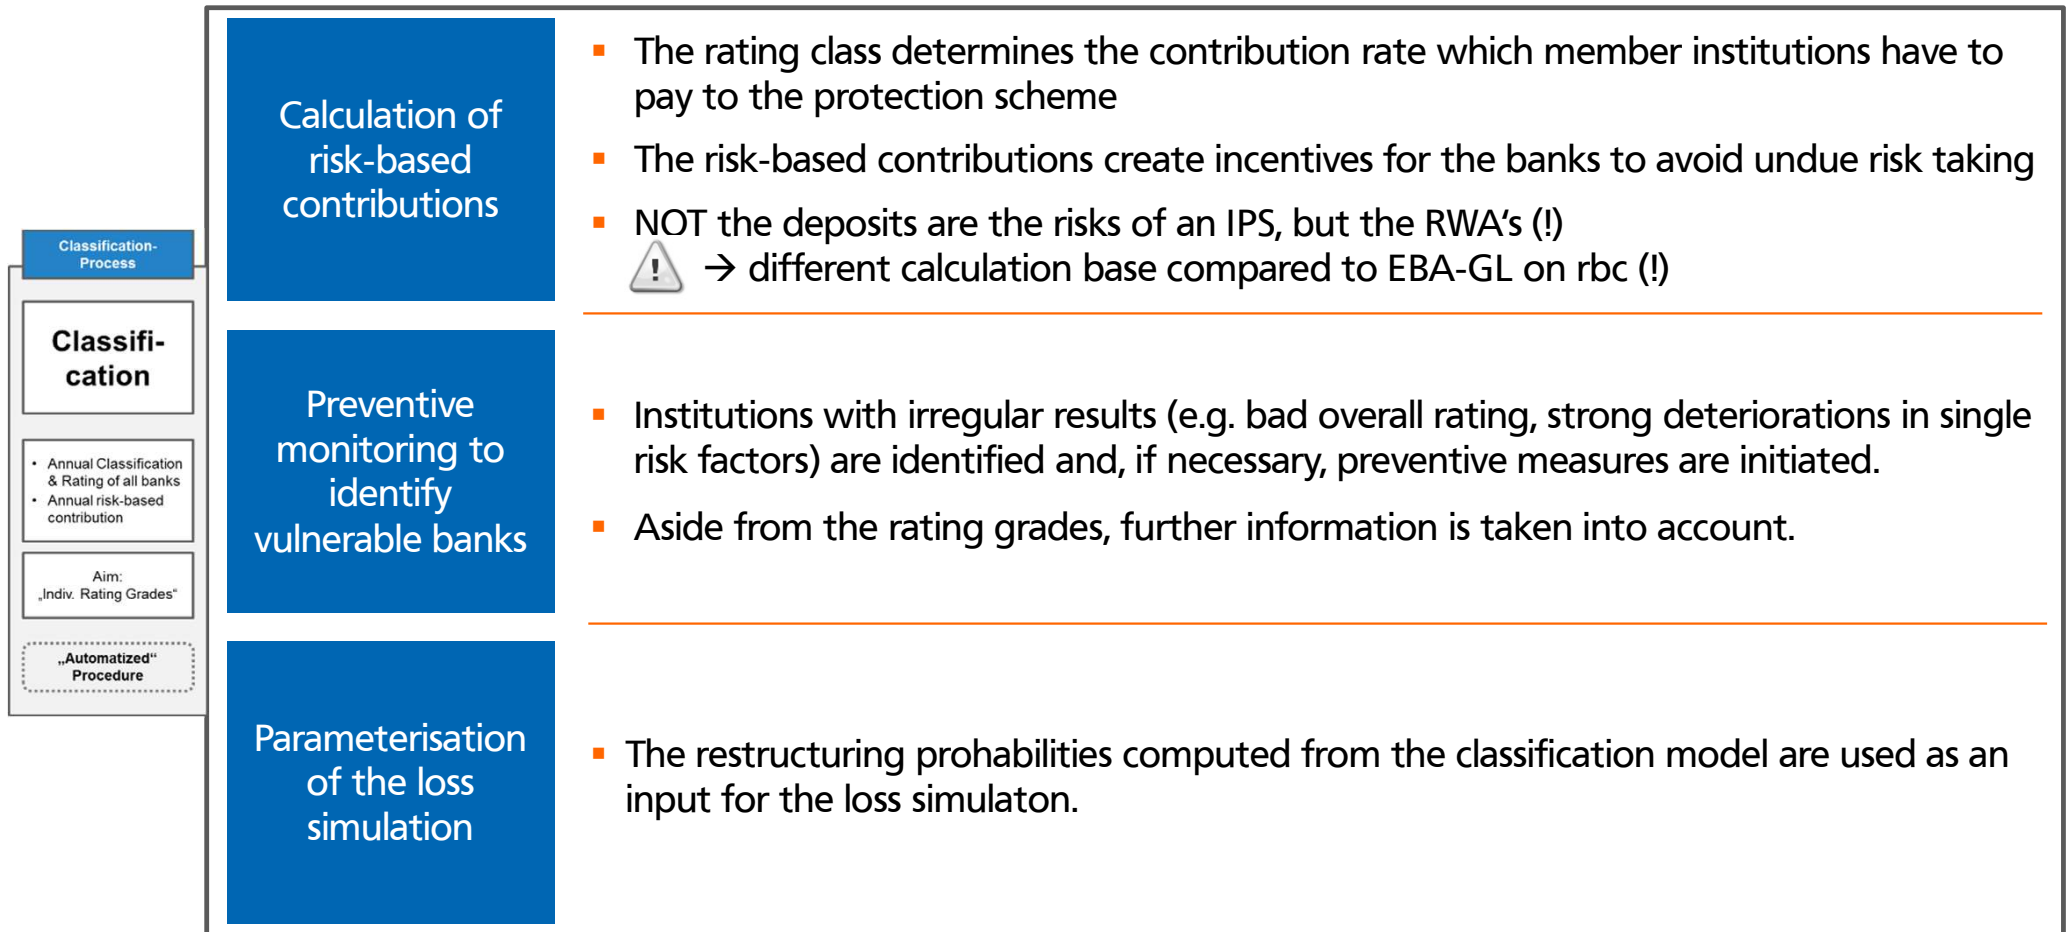 Classification-
Process
Classifi-
cation
• Annual Classification
& Rating of all banks
• Annual risk-based
contribution
Aim:
„Indiv. Rating Grades“
„Automatized“
Procedure
Calculation of
risk-based
contributions
▪ The rating class determines the contribution rate which member institutions have to
pay to the protection scheme
▪ The risk-based contributions create incentives for the banks to avoid undue risk taking
▪ NOT the deposits are the risks of an IPS, but the RWA‘s (!)
! → different calculation base compared to EBA-GL on rbc (!)
Preventive
monitoring to
identify
vulnerable banks
▪ Institutions with irregular results (e.g. bad overall rating, strong deteriorations in single
risk factors) are identified and, if necessary, preventive measures are initiated.
▪ Aside from the rating grades, further information is taken into account.
Parameterisation
of the loss
simulation
▪ The restructuring prohabilities computed from the classification model are used as an
input for the loss simulaton.